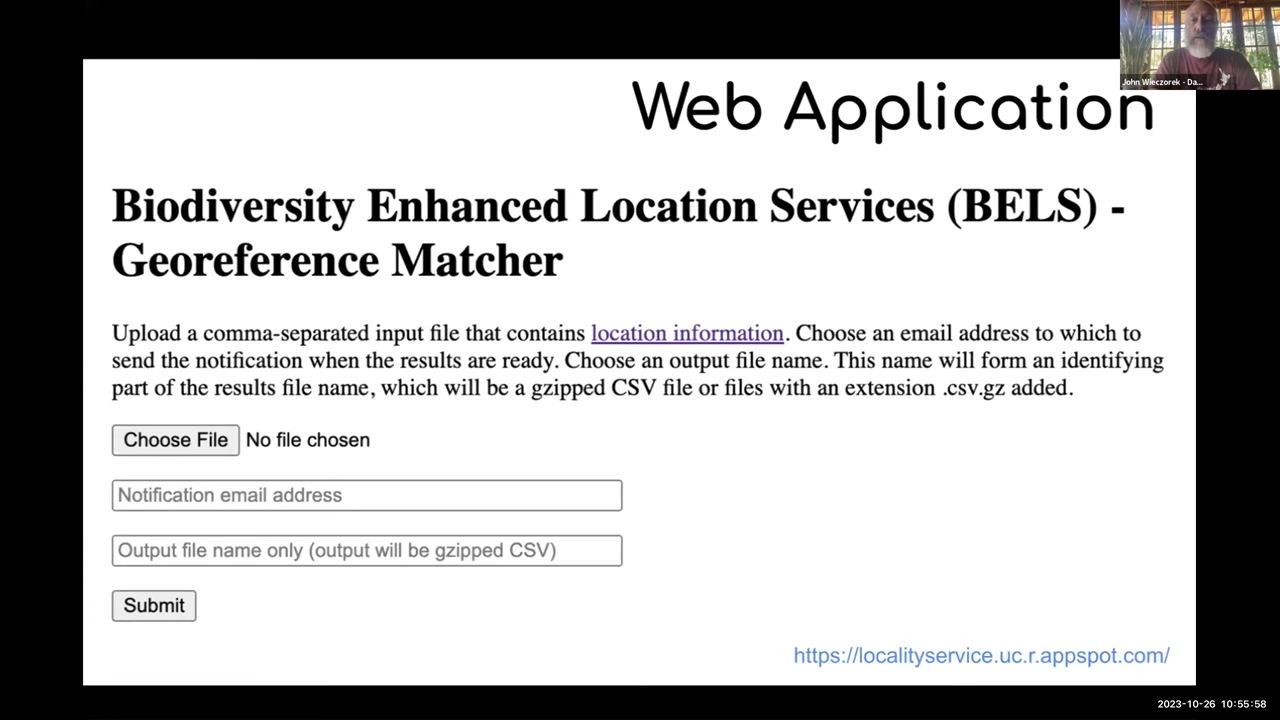 John Wieczorek - Da...
Web Application
Biodiversity Enhanced Location Services (BELS) -
Georeference Matcher
Upload a comma-separated input file that contains location information. Choose an email address to which to
send the notification when the results are ready. Choose an output file name. This name will form an identifying
part of the results file name, which will be a gzipped CSV file or files with an extension .csv.gz added.
Choose File No file chosen
Notification email address
Output file name only (output will be gzipped CSV)
Submit
https://localityservice.uc.r.appspot.com/
2023-10-26 10:55:58